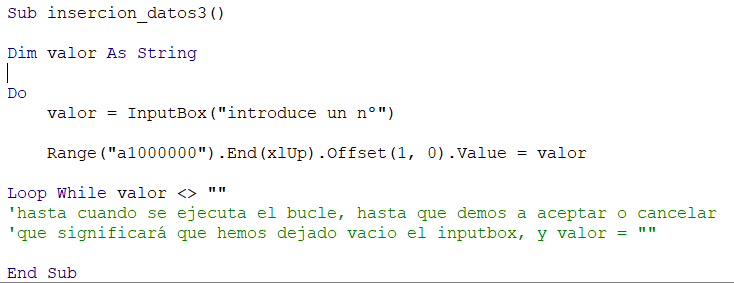 Sub insercion_datos3()
Dim valor As String
Do
valor = InputBox("introduce un nº")
Range("a1000000").End(xlUp).Offset(1, 0).Value = valor
Loop While valor <> ""
'hasta cuando se ejecuta el bucle, hasta que demos a aceptar o cancelar
'que significará que hemos dejado vacio el inputbox, y valor = ""
End Sub